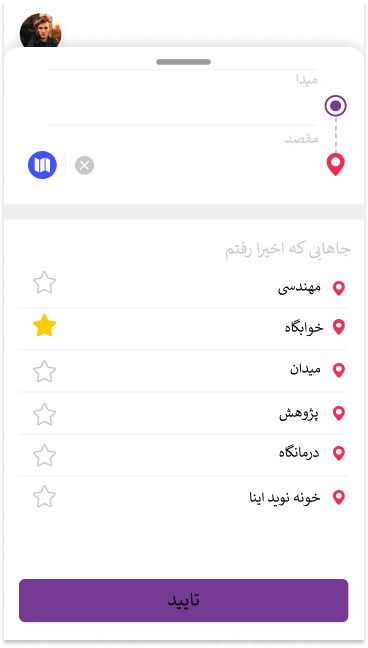 مبدا
مقصد
جاهایی که اخیرا رفتم
مهندسی
خوابگاه
میدان
پژوهش
درمانگاه
خونه نوید اینا
تایید